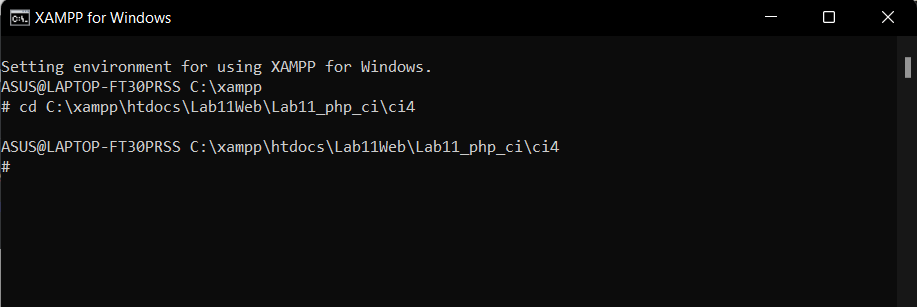 XAMPP for Windows
Setting environment for using XAMPP for Windows.
ASUS@LAPTOP-FT30PRSS C:\xampp
# cd C:\xampp\htdocs\Lab11Web\Lab11_php_ci\ci4
ASUS@LAPTOP-FT30PRSS C:\xampp\htdocs\Lab11Web\Lab11_php_ci\ci4
#